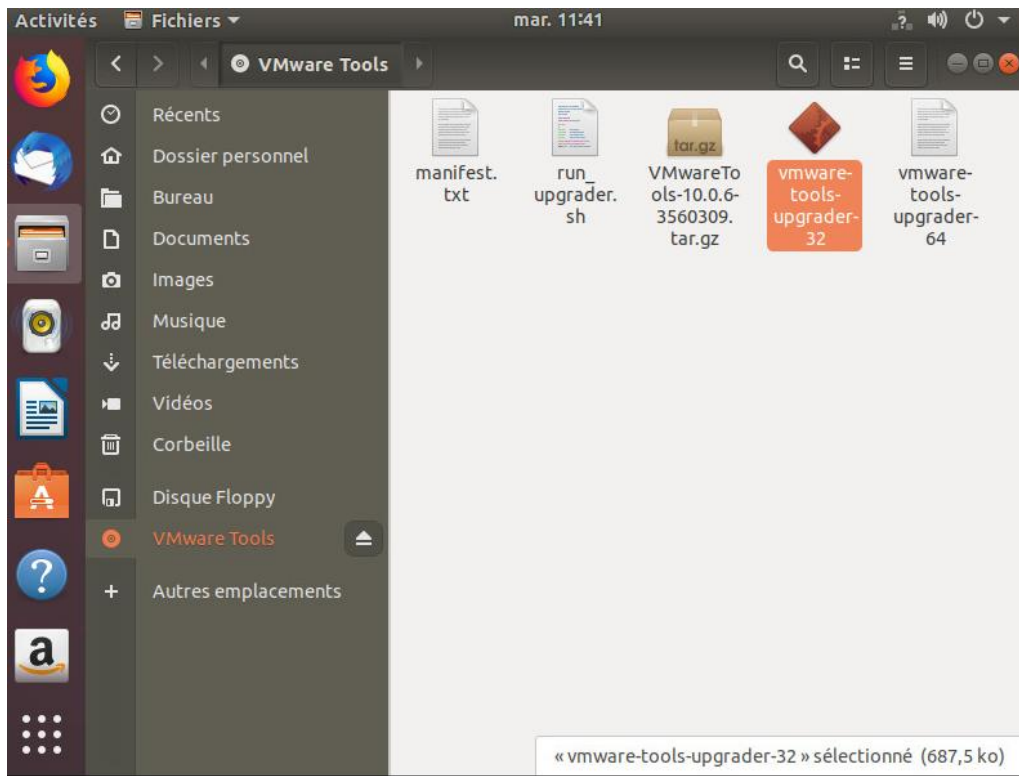 Activités Fichiers mar. 11:41
VMware Tools
Récents
Dossier personnel
Bureau
Documents
Images
Musique
Téléchargements
Vidéos
Corbeille
Disque Floppy
VMware Tools
Autres emplacements
manifest.
txt
run_
upgrader.
sh
tar.gz
VMwareTo
ols-10.0.6-
3560309.
tar.gz
vmware-
tools-
upgrader-
32
vmware-
tools-
upgrader-
64
« vmware-tools-upgrader-32 » sélectionné (687,5 ko)